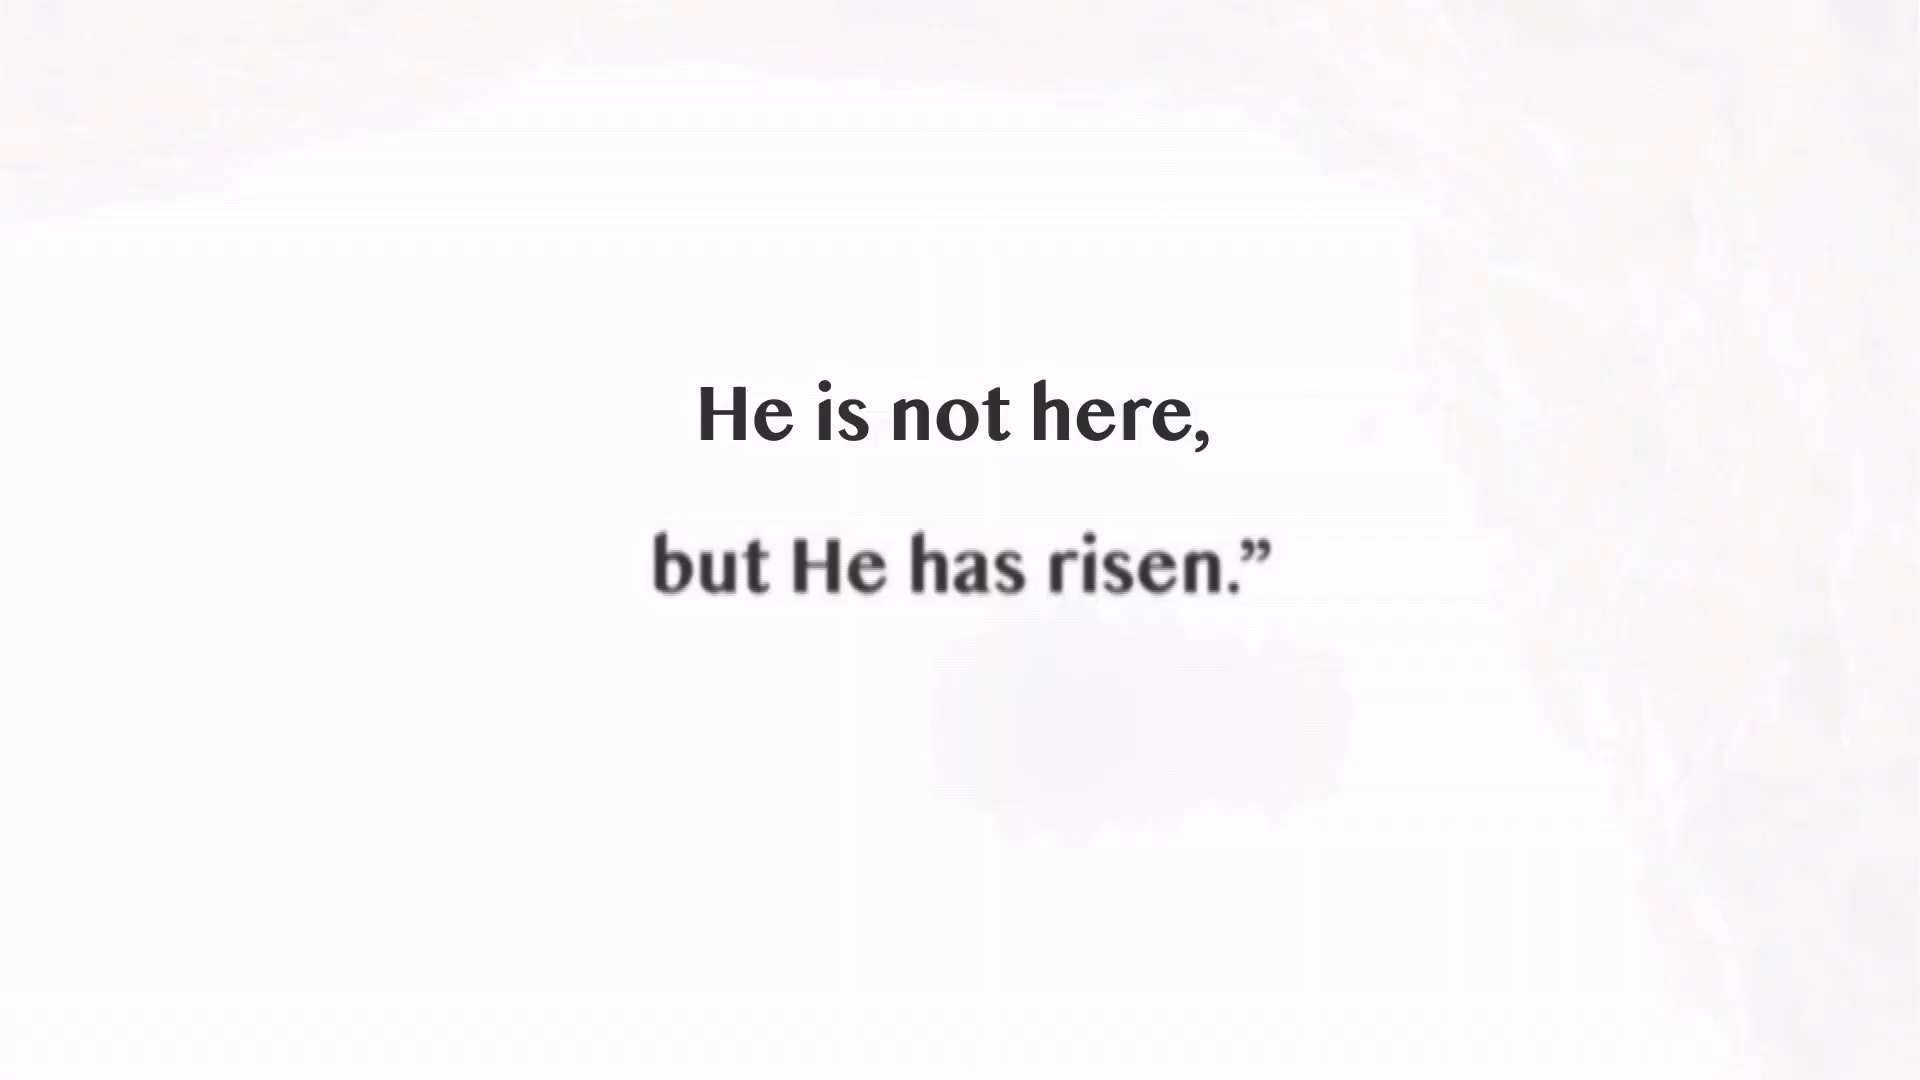 He is not here,
but He has risen.”